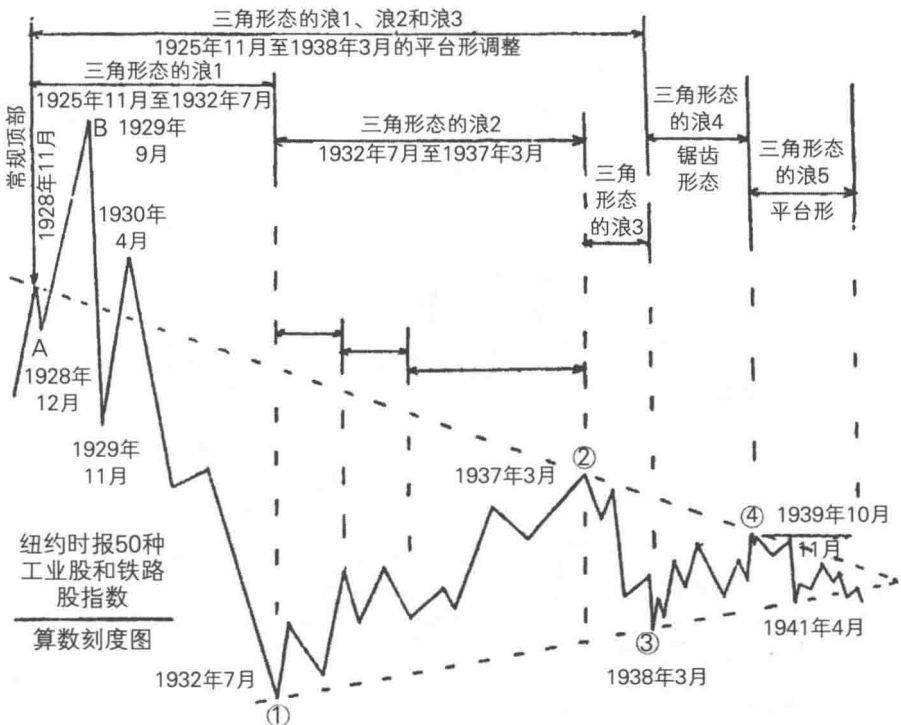 三角形态的浪1、浪2和浪3
1925年11月至1938年3月的平台形调整
三角形态的浪1
1925年11月至1932年7月
常规顶部
1928年11月
B
1929年
9月
1930年
4月
三角形态的浪2
1932年7月至1937年3月
三角
形态
的浪3
三角形态
的浪4
锯齿
形态
三角形态
的浪5
平台形
A
1928年
12月
1929年
11月
1937年3月
②
④
1939年10月
11月
纽约时报50种
工业股和铁路
股指数
算数刻度图
1932年7月
①
③
1938年3月
1941年4月